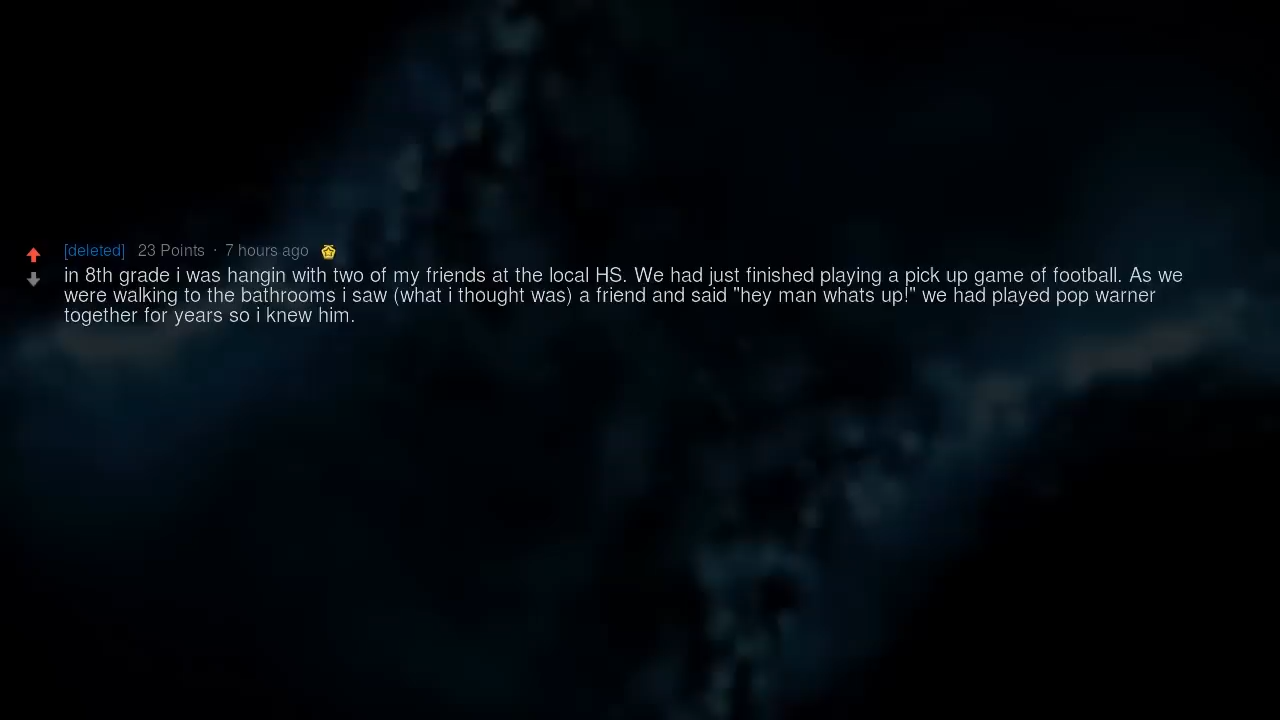 [deleted] 23 Points · 7 hours ago
in 8th grade i was hangin with two of my friends at the local HS. We had just finished playing a pick up game of football. As we
were walking to the bathrooms i saw (what i thought was) a friend and said "hey man whats up!" we had played pop warner
together for years so i knew him.